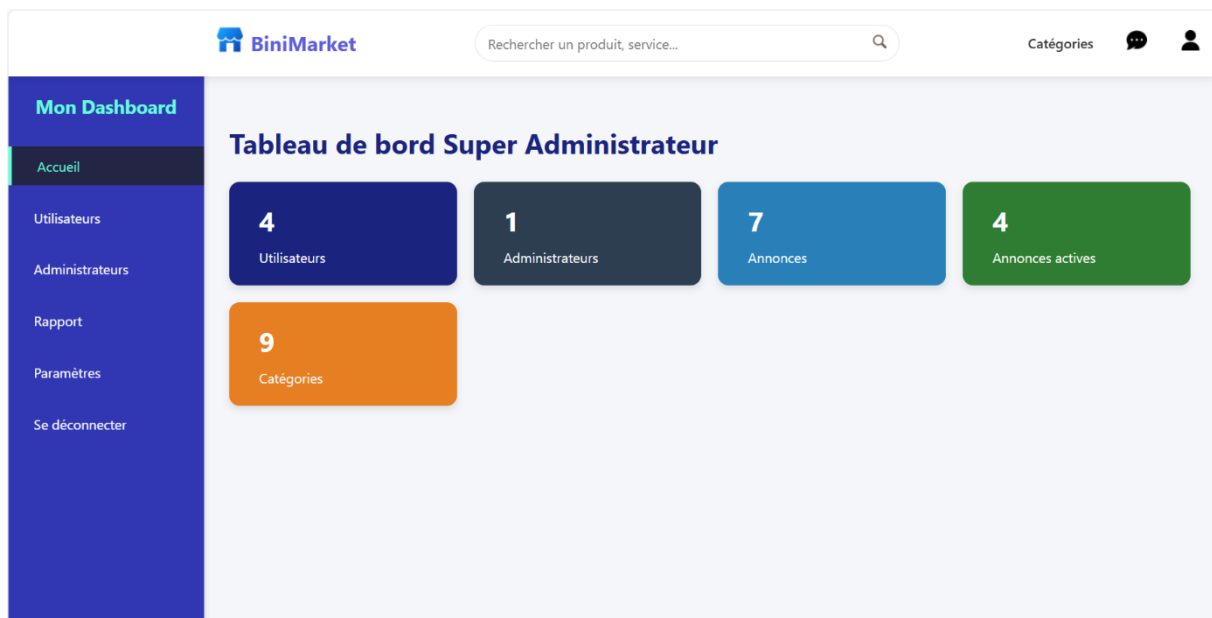 BiniMarket
Rechercher un produit, service...
Catégories
Mon Dashboard
Accueil
Utilisateurs
Administrateurs
Rapport
Paramètres
Se déconnecter
Tableau de bord Super Administrateur
4
Utilisateurs
1
Administrateurs
7
Annonces
4
Annonces actives
9
Catégories